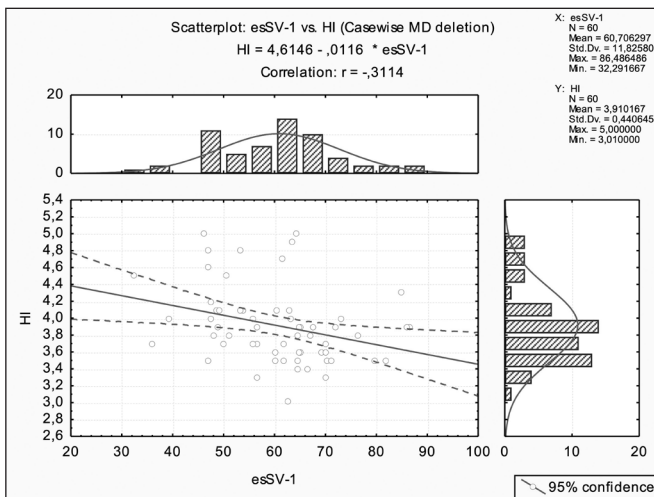 Scatterplot: esSV-1 vs. HI (Casewise MD deletion)
HI = 4,6146 - ,0116 * esSV-1
Correlation: r = -,3114
X: esSV-1
N = 60
Mean = 60,706297
Std.Dv. = 11,82580
Max. = 86,486486
Min. = 32,291667
Y: HI
N = 60
Mean = 3,910167
Std.Dv. = 0,440645
Max. = 5,000000
Min. = 3,010000
20
10
0
5,4
5,2
5,0
4,8
4,6
4,4
4,2
4,0
3,8
3,6
3,4
3,2
3,0
2,8
2,6
HI
20 30 40 50 60 70 80 90 100
esSV-1
0 10 20
95% confidence